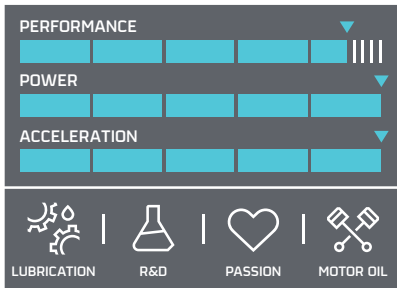 PERFORMANCE
POWER
ACCELERATION
LUBRICATION R&D PASSION MOTOR OIL